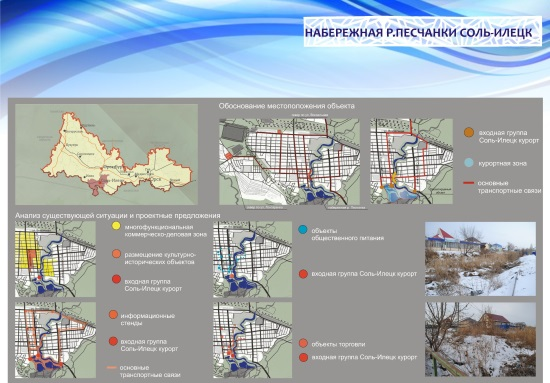 НАБЕРЕЖНАЯ Р.ПЕСЧАНКИ СОЛЬ-ИЛЕЦК
Обоснование местоположения объекта
входная группа
Соль-Илецк курорт
курортная зона
основные
транспортные связи
Анализ существующей ситуации и проектные предложения
многофункциональная
коммерческо-деловая зона
размещение культурно-
исторических объектов
входная группа
Соль-Илецк курорт
объекты
общественного питания
входная группа Соль-Илецк курорт
информационные
стенды
входная группа
Соль-Илецк курорт
основные
транспортные связи
объекты торговли
входная группа Соль-Илецк курорт